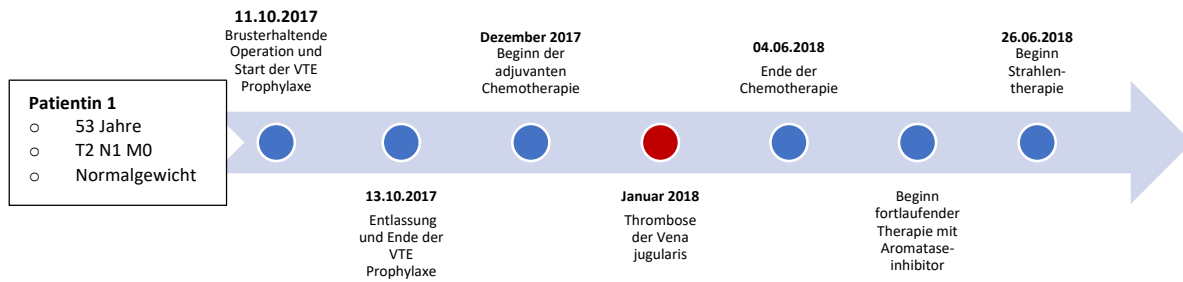 Patientin 1
o 53 Jahre
o T2 N1 M0
o Normalgewicht
11.10.2017
Brusterhaltende
Operation und
Start der VTE
Prophylaxe
13.10.2017
Entlassung
und Ende der
VTE
Prophylaxe
Dezember 2017
Beginn der
adjuvanten
Chemotherapie
Januar 2018
Thrombose
der Vena
jugularis
04.06.2018
Ende der
Chemotherapie
Beginn
fortlaufender
Therapie mit
Aromatase-
inhibitor
26.06.2018
Beginn
Strahlen-
therapie